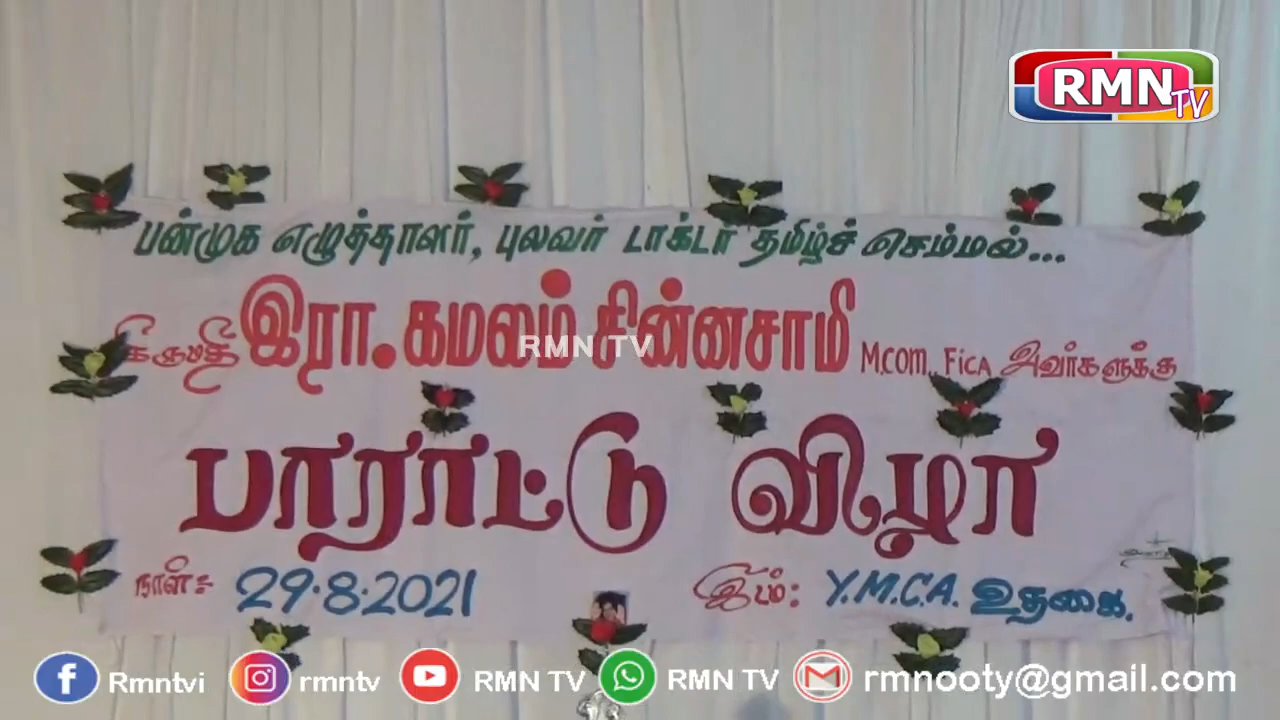 RMN TV
பன்முக எழுத்தாளர், புலவர் டாக்டர் தமிழ்ச் செம்மல்...
திருமதி இரா. கமலம் சின்னசாமி M.COM., FICA அவர்களுக்கு
RMN TV
பாராட்டு விழா
நாள்:- 29.8.2021 இடம்: Y.M.C.A. உதகை.
Rmntvi rmntv RMN TV RMN TV rmnooty@gmail.com